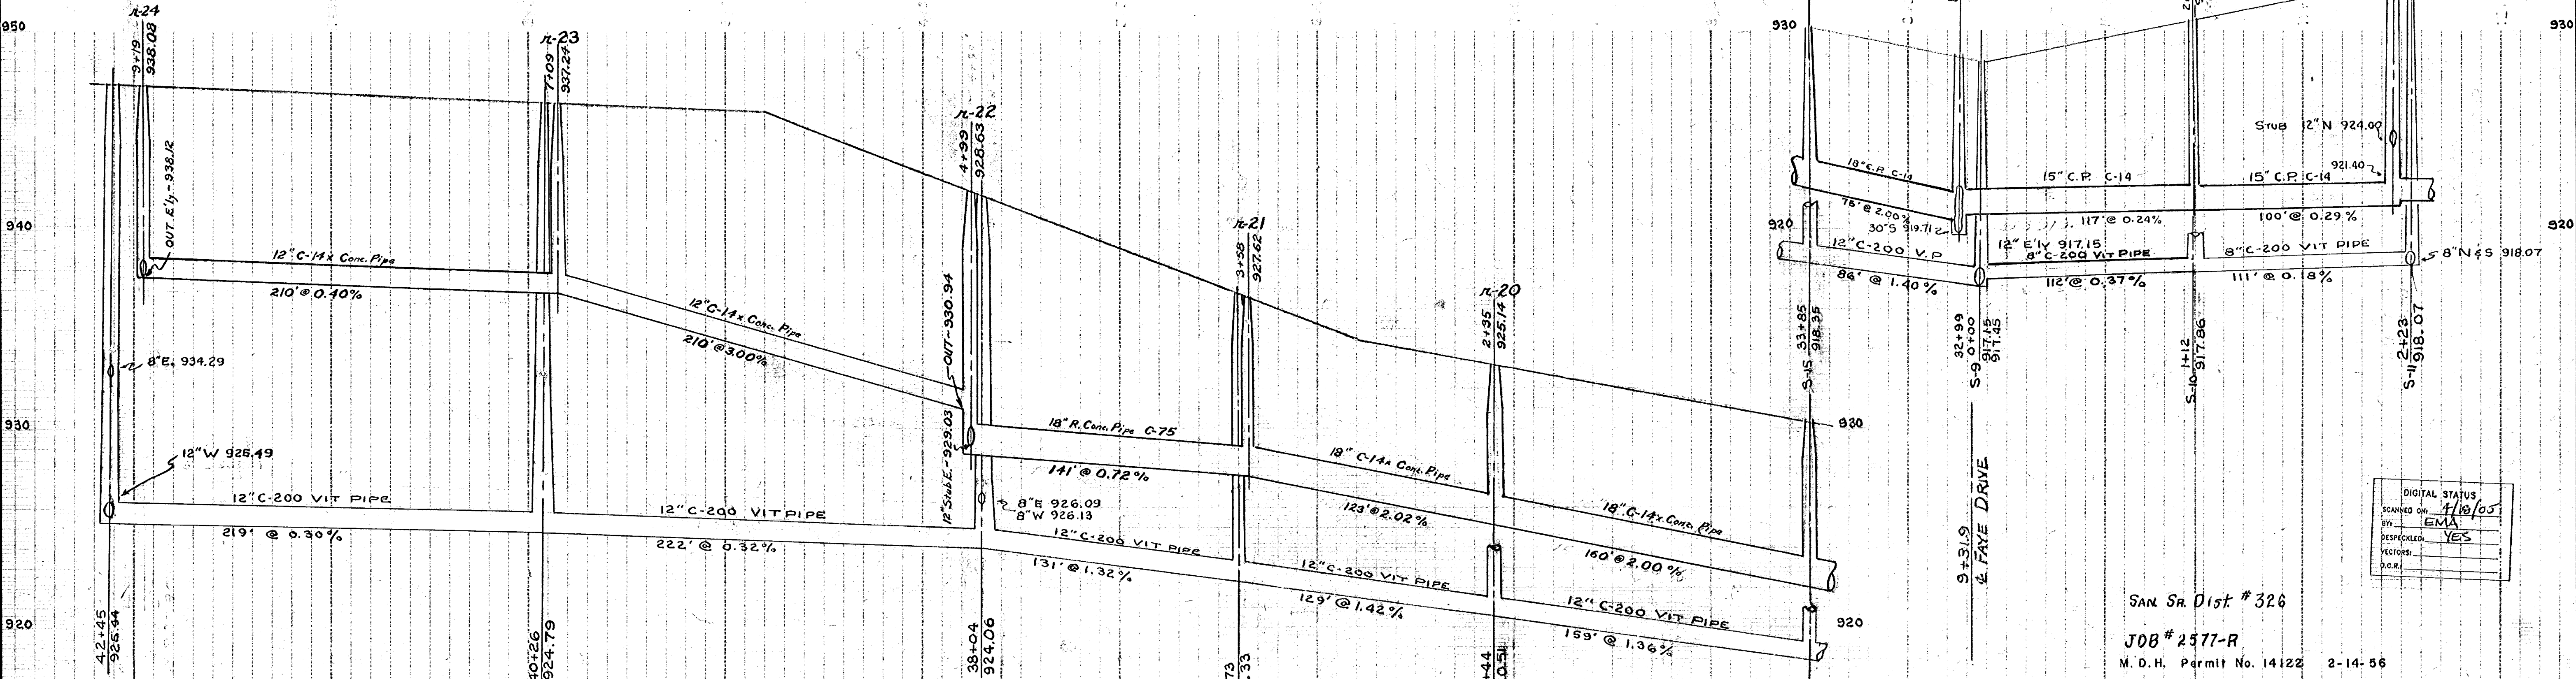 950
940
930
920
r-24
9+19
938.08
OUT E'ly - 938.12
12" C-14x Conc. Pipe
210' @ 0.40%
8" E. 934.29
12" W 925.49
12" C-200 VIT PIPE
219' @ 0.30%
42+45
925.44
r-23
7+09
937.24
12" C-14x Conc. Pipe
210' @ 3.00%
12" C-200 VIT PIPE
222' @ 0.32%
40+26
924.79
r-22
4+99
928.63
OUT - 930.94
12" Stub E. - 929.03
18" R. Conc. Pipe C-75
141' @ 0.72%
8" E 926.09
8" W 926.13
12" C-200 VIT PIPE
131' @ 1.32%
38+04
924.06
r-21
3+58
927.62
18" C-14x Conc. Pipe
123' @ 2.02%
12" C-200 VIT PIPE
129' @ 1.42%
r-20
2+35
925.14
18" C-14x Conc. Pipe
160' @ 2.00%
12" C-200 VIT PIPE
159' @ 1.36%
930
920
930
920
18" C.P. C-14
75' @ 2.00%
30" S 919.71
12" C-200 V.P
86' @ 1.40%
S-15 33+85
918.35
15" C.P. C-14
117' @ 0.24%
12" E'ly 917.15
8" C-200 VIT PIPE
112' @ 0.37%
32+99
S-9 0+00
917.15
917.45
9+31.9
℄ FAYE DRIVE
15" C.P. C-14
100' @ 0.29%
8" C-200 VIT PIPE
111' @ 0.18%
S-10 1+12
917.86
STUB 12" N 924.00
921.40
8" N & S 918.07
S-11 2+23
918.07
930
920
DIGITAL STATUS
SCANNED ON: 4/18/05
BY: EMA
DESPECKLED: YES
VECTORS:
O.C.R.:
SAN. SR. Dist. #326
JOB #2577-R
M. D. H. Permit No. 14122 2-14-56